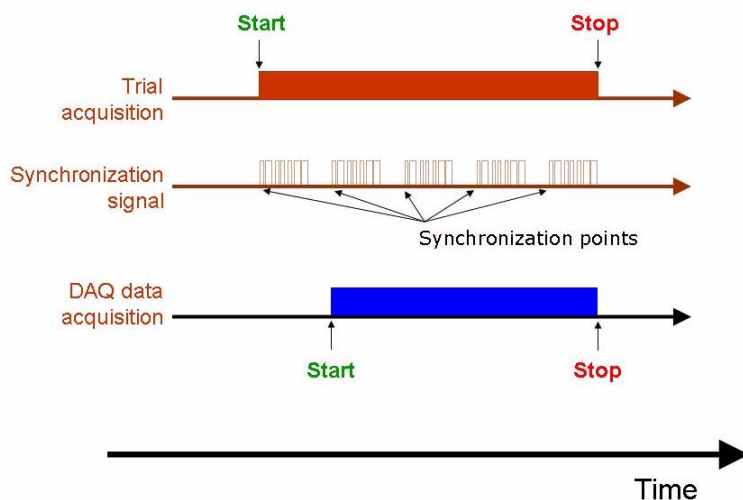 Start
Stop
Trial
acquisition
Synchronization
signal
Synchronization points
DAQ data
acquisition
Start
Stop
Time